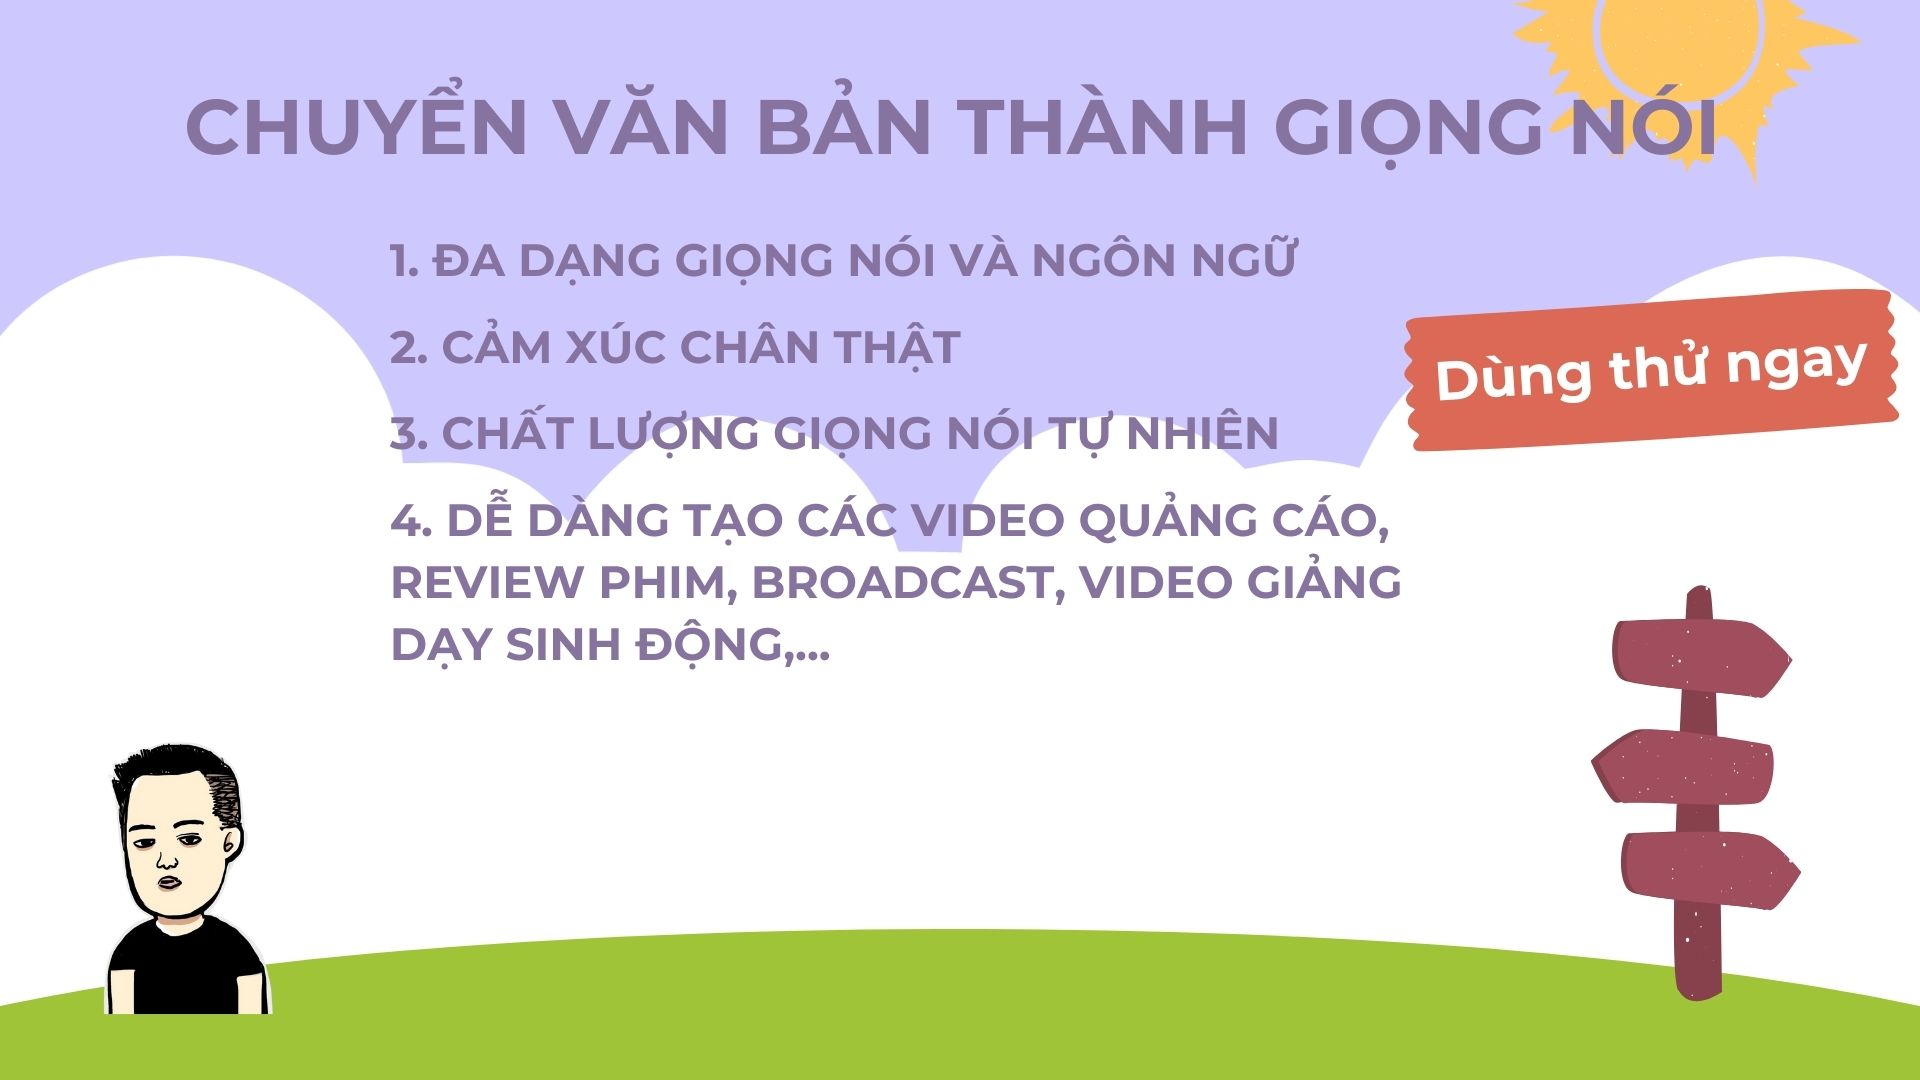 CHUYỂN VĂN BẢN THÀNH GIỌNG NÓI
1. ĐA DẠNG GIỌNG NÓI VÀ NGÔN NGỮ
2. CẢM XÚC CHÂN THẬT
3. CHẤT LƯỢNG GIỌNG NÓI TỰ NHIÊN
4. DỄ DÀNG TẠO CÁC VIDEO QUẢNG CÁO,
REVIEW PHIM, BROADCAST, VIDEO GIẢNG
DẠY SINH ĐỘNG,...
Dùng thử ngay